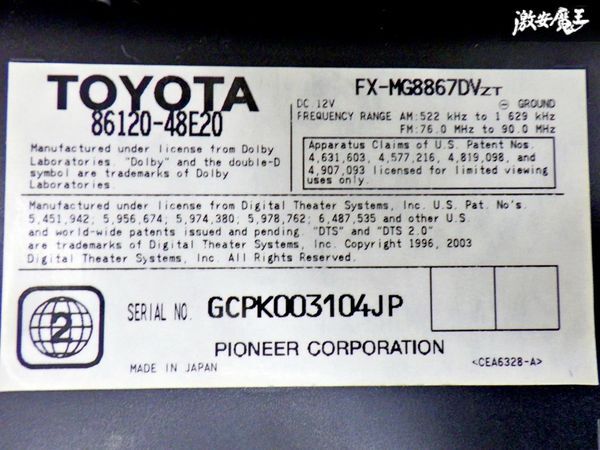 激安魔王
TOYOTA
86120-48E20
FX-MG8867DVZT
DC 12V ⊖ GROUND
FREQUENCY RANGE AM:522 kHz to 1 629 kHz
FM:76.0 MHz to 90.0 MHz
Manufactured under license from Dolby
Laboratories. "Dolby" and the double-D
symbol are trademarks of Dolby
Laboratories.
Apparatus Claims of U.S. Patent Nos.
4,631,603, 4,577,216, 4,819,098, and
4,907,093 licensed for limited viewing
uses only.
Manufactured under license from Digital Theater Systems, Inc. U.S. Pat. No's.
5,451,942, 5,956,674, 5,974,380, 5,978,762; 6,487,535 and other U.S.
and world-wide patents issued and pending. "DTS" and "DTS 2.0"
are trademarks of Digital Theater Systems, Inc. Copyright 1996, 2003
Digital Theater Systems, Inc. All Rights Reserved.
2
SERIAL NO. GCPK003104JP
PIONEER CORPORATION
MADE IN JAPAN
<CEA6328-A>